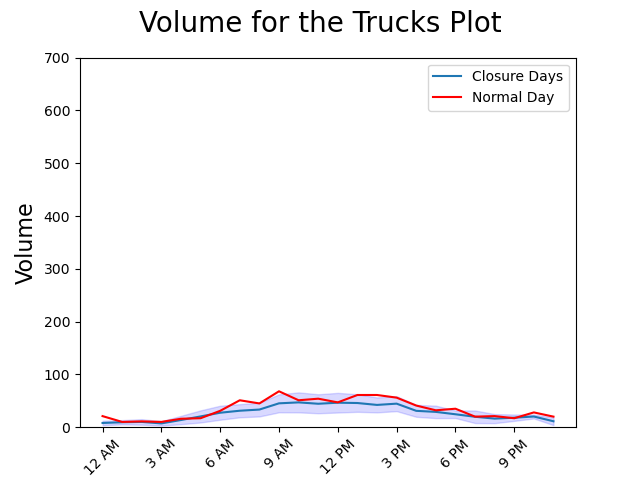 Volume for the Trucks Plot
Closure Days
Normal Day
Volume
700
600
500
400
300
200
100
0
12 AM
3 AM
6 AM
9 AM
12 PM
3 PM
6 PM
9 PM